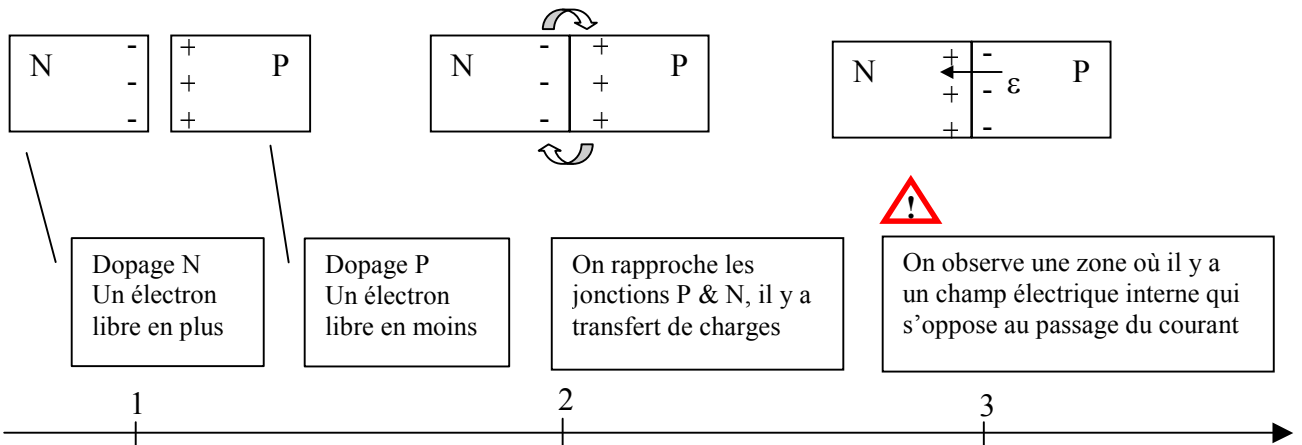 N - + P
- +
- +
N - + P
- +
- +
N + - P
+ - ε
+ -
!
Dopage N
Un électron
libre en plus
Dopage P
Un électron
libre en moins
On rapproche les
jonctions P & N, il y a
transfert de charges
On observe une zone où il y a
un champ électrique interne qui
s’oppose au passage du courant
1
2
3